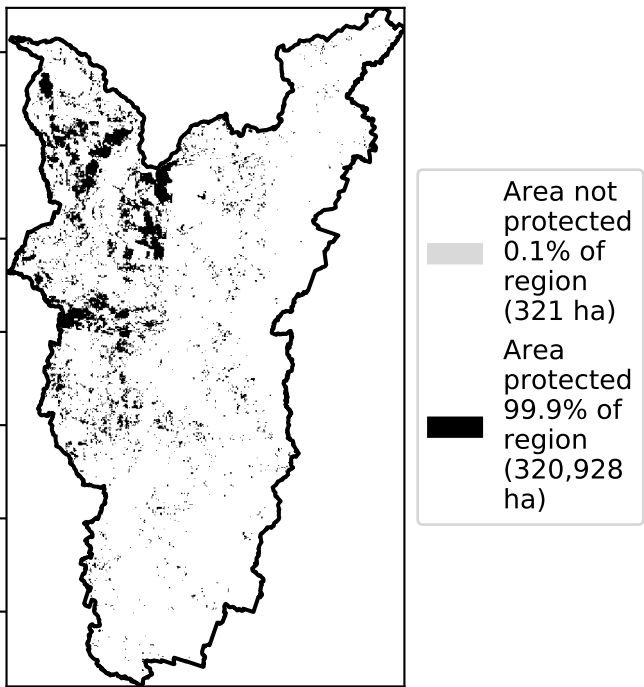 Area not
protected
0.1% of
region
(321 ha)
Area
protected
99.9% of
region
(320,928
ha)